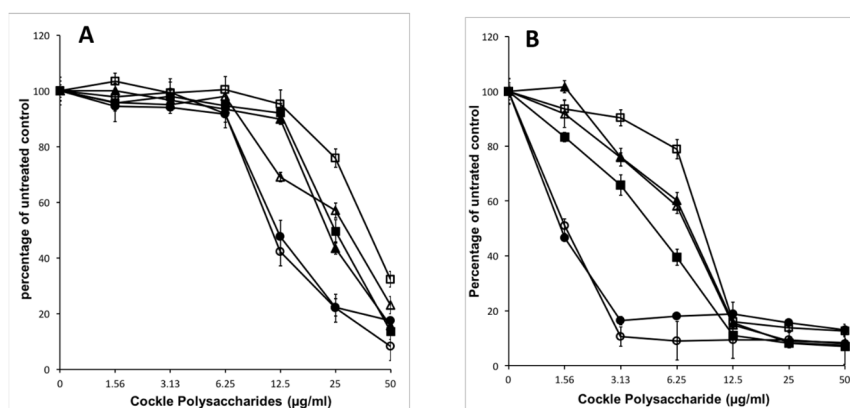 A
120
100
80
60
40
20
0
percentage of untreated control
0 1.56 3.13 6.25 12.5 25 50
Cockle Polysaccharides (µg/ml)
B
120
100
80
60
40
20
0
Percentage of untrated control
0 1.56 3.13 6.25 12.5 25 50
Cockle Polysaccharide (µg/ml)